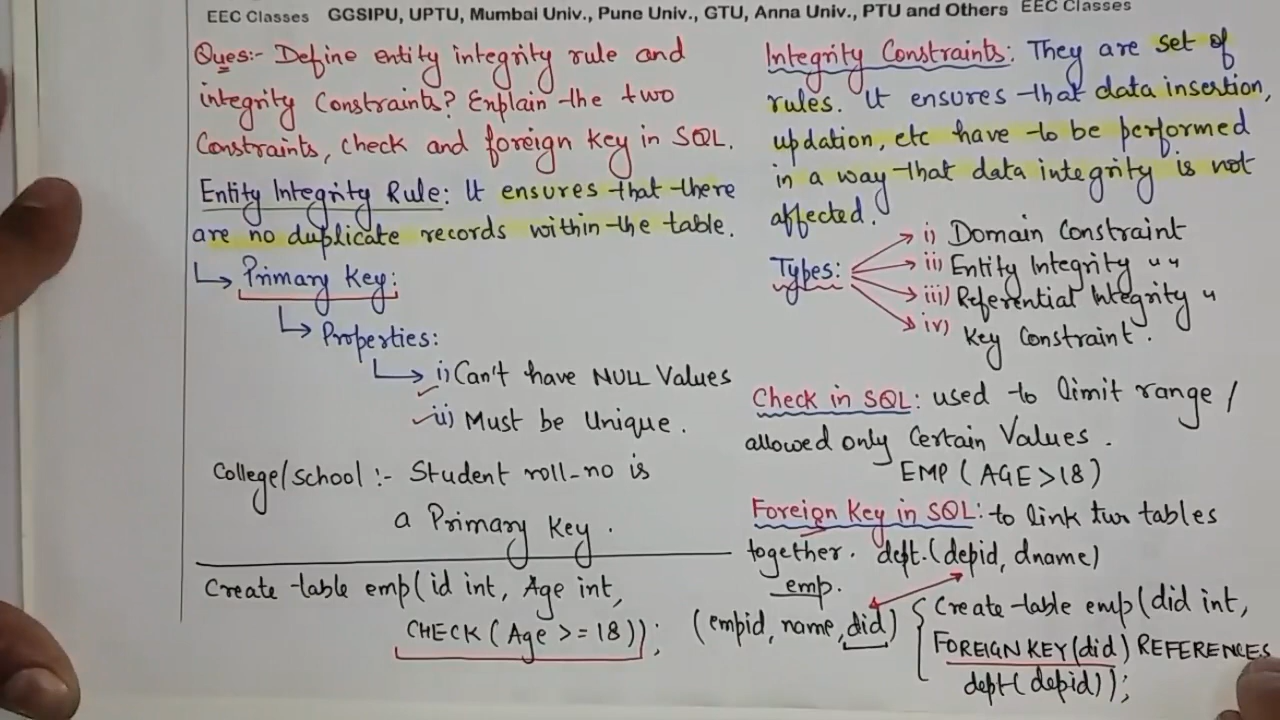 EEC Classes GGSIPU, UPTU, Mumbai Univ., Pune Univ., GTU, Anna Univ., PTU and Others EEC Classes
Ques:- Define entity integrity rule and
integrity Constraints? Explain the two
Constraints, check and foreign key in SQL.
Entity Integrity Rule: It ensures that there
are no duplicate records within the table.
Primary Key:
Properties:
i) Can't have NULL Values
ii) Must be Unique.
College/school :- Student roll-no is
a Primary Key.
Create table emp(id int, Age int,
CHECK(Age >= 18));
Integrity Constraints: They are set of
rules. It ensures that data insertion,
updation, etc have to be performed
in a way that data integrity is not
affected.
Types: i) Domain Constraint
ii) Entity Integrity " "
iii) Referential Integrity "
iv) Key Constraint.
Check in SQL: used to limit range /
allowed only Certain Values.
EMP (AGE>18)
Foreign Key in SQL: to link two tables
together. dept.(depid, dname)
emp.
(empid, name, did)
Create table emp(did int,
FOREIGN KEY(did) REFERENCES
dept(depid));